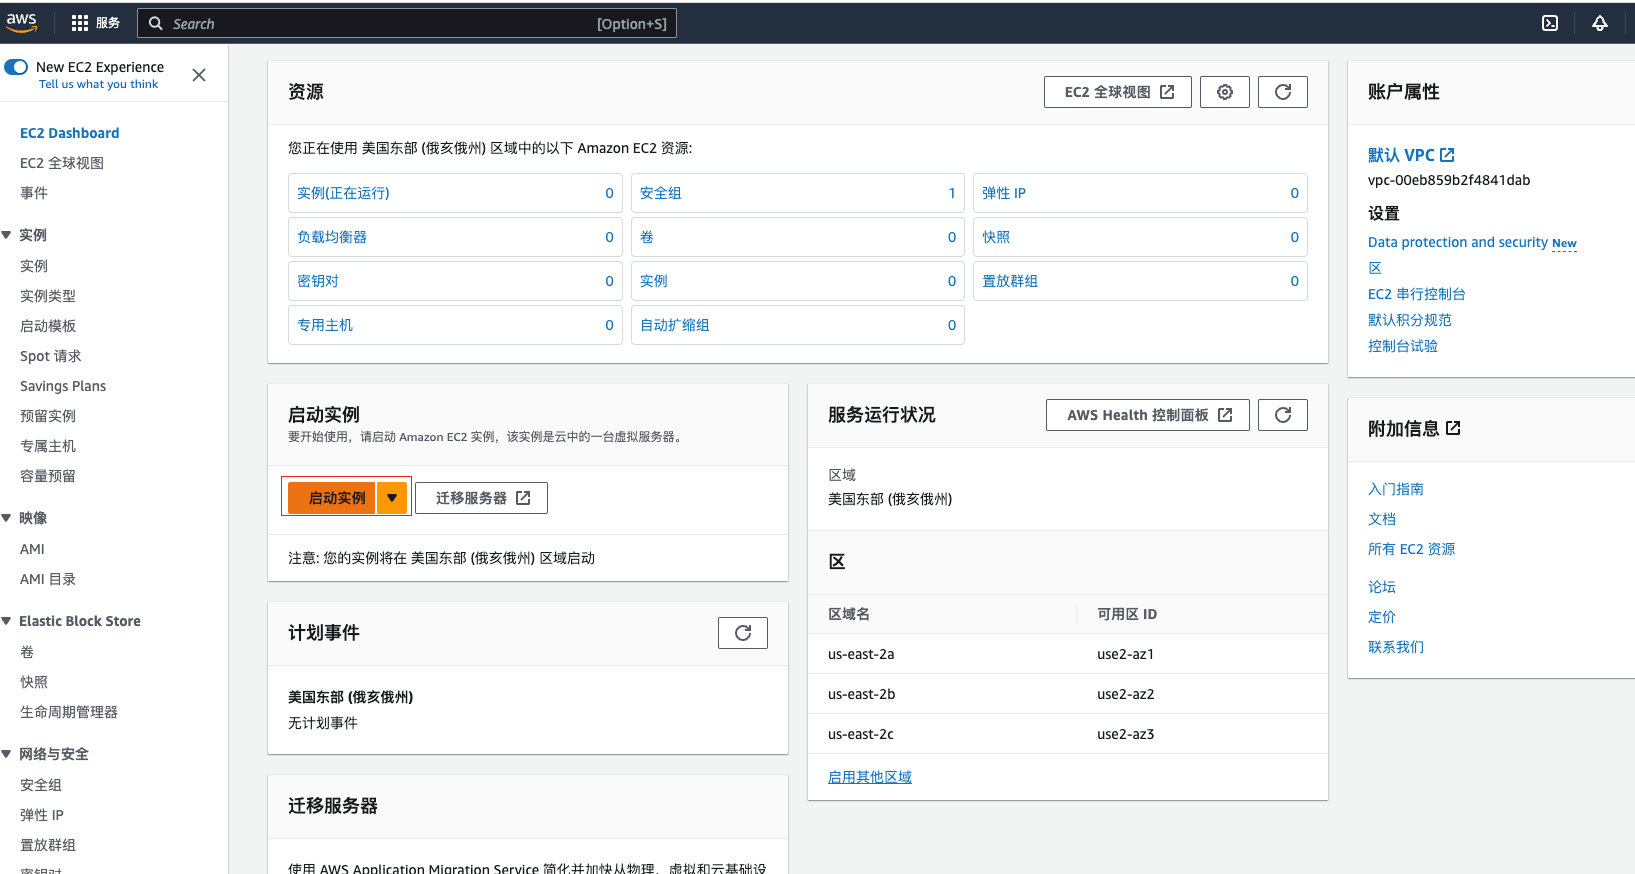 aws
服务
Search
[Option+S]
New EC2 Experience
Tell us what you think
EC2 Dashboard
EC2 全球视图
事件
实例
实例
实例类型
启动模板
Spot 请求
Savings Plans
预留实例
专属主机
容量预留
映像
AMI
AMI 目录
Elastic Block Store
卷
快照
生命周期管理器
网络与安全
安全组
弹性 IP
置放群组
密钥对
资源
EC2 全球视图
您正在使用 美国东部 (俄亥俄州) 区域中的以下 Amazon EC2 资源:
实例(正在运行) 0
安全组 1
弹性 IP 0
负载均衡器 0
卷 0
快照 0
密钥对 0
实例 0
置放群组 0
专用主机 0
自动扩缩组 0
启动实例
要开始使用，请启动 Amazon EC2 实例，该实例是云中的一台虚拟服务器。
启动实例
迁移服务器
注意: 您的实例将在 美国东部 (俄亥俄州) 区域启动
计划事件
美国东部 (俄亥俄州)
无计划事件
迁移服务器
使用 AWS Application Migration Service 简化并加快从物理、虚拟和云基础设
服务运行状况
AWS Health 控制面板
区域
美国东部 (俄亥俄州)
区
区域名 可用区 ID
us-east-2a use2-az1
us-east-2b use2-az2
us-east-2c use2-az3
启用其他区域
账户属性
默认 VPC
vpc-00eb859b2f4841dab
设置
Data protection and security New
区
EC2 串行控制台
默认积分规范
控制台试验
附加信息
入门指南
文档
所有 EC2 资源
论坛
定价
联系我们